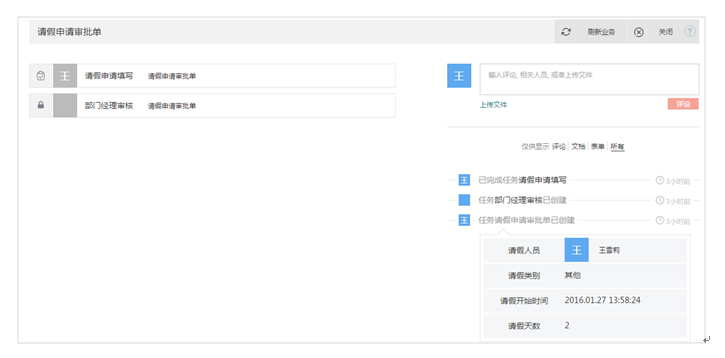 请假申请审批单
刷新业务
关闭
?
王 请假申请填写 请假申请审批单
部门经理审核 请假申请审批单
王 输入评论, 相关人员, 或者上传文件
上传文件
评论
仅供显示 评论 文档 表单 所有
王 已完成任务请假申请填写 3小时前
任务部门经理审核已创建 3小时前
王 任务请假申请审批单已创建 3小时前
请假人员 王 王雪莉
请假类别 其他
请假开始时间 2016.01.27 13:58:24
请假天数 2